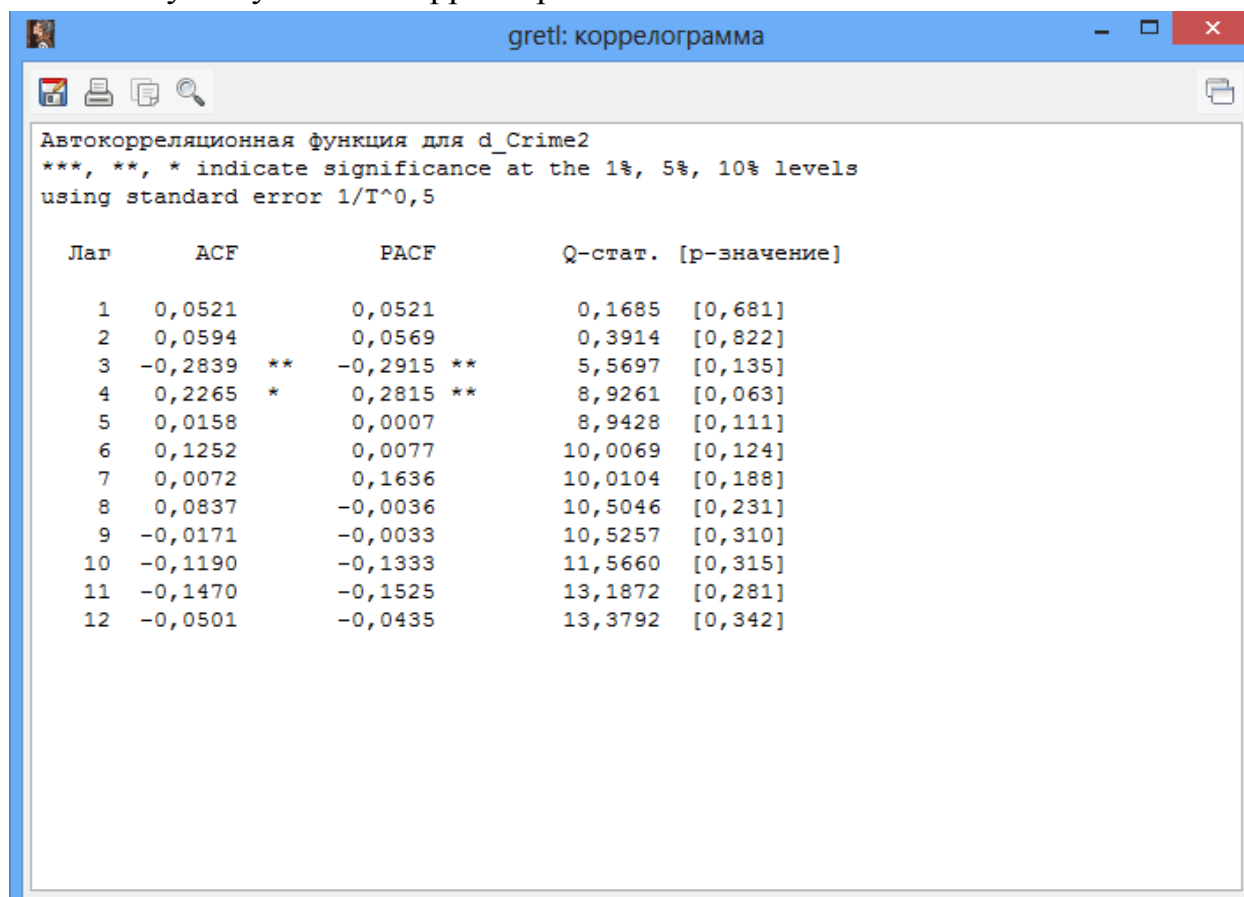 gretl: коррелограмма
Автокорреляционная функция для d_Crime2
***, **, * indicate significance at the 1%, 5%, 10% levels
using standard error 1/T^0,5
Лаг ACF PACF Q-стат. [p-значение]
1 0,0521 0,0521 0,1685 [0,681]
2 0,0594 0,0569 0,3914 [0,822]
3 -0,2839 ** -0,2915 ** 5,5697 [0,135]
4 0,2265 * 0,2815 ** 8,9261 [0,063]
5 0,0158 0,0007 8,9428 [0,111]
6 0,1252 0,0077 10,0069 [0,124]
7 0,0072 0,1636 10,0104 [0,188]
8 0,0837 -0,0036 10,5046 [0,231]
9 -0,0171 -0,0033 10,5257 [0,310]
10 -0,1190 -0,1333 11,5660 [0,315]
11 -0,1470 -0,1525 13,1872 [0,281]
12 -0,0501 -0,0435 13,3792 [0,342]